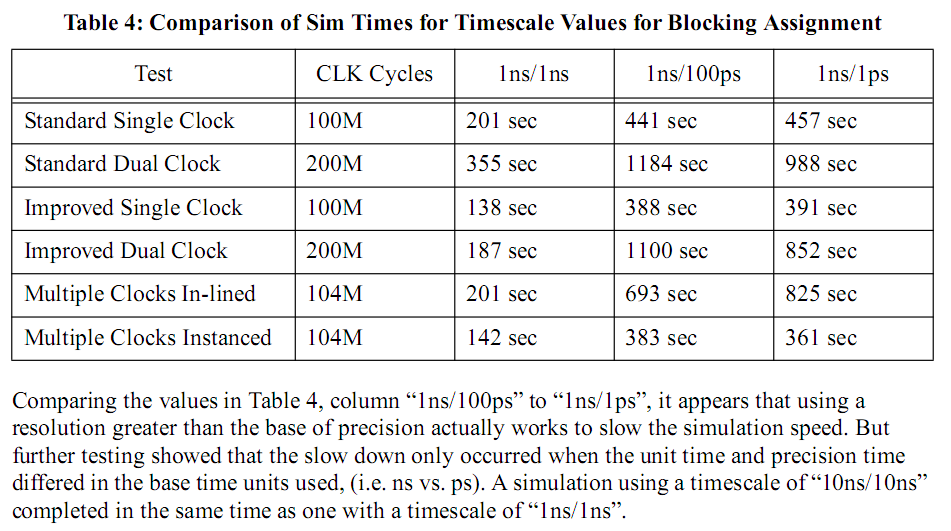 Table 4: Comparison of Sim Times for Timescale Values for Blocking Assignment
Test CLK Cycles 1ns/1ns 1ns/100ps 1ns/1ps
Standard Single Clock 100M 201 sec 441 sec 457 sec
Standard Dual Clock 200M 355 sec 1184 sec 988 sec
Improved Single Clock 100M 138 sec 388 sec 391 sec
Improved Dual Clock 200M 187 sec 1100 sec 852 sec
Multiple Clocks In-lined 104M 201 sec 693 sec 825 sec
Multiple Clocks Instanced 104M 142 sec 383 sec 361 sec
Comparing the values in Table 4, column “1ns/100ps” to “1ns/1ps”, it appears that using a
resolution greater than the base of precision actually works to slow the simulation speed. But
further testing showed that the slow down only occurred when the unit time and precision time
differed in the base time units used, (i.e. ns vs. ps). A simulation using a timescale of “10ns/10ns”
completed in the same time as one with a timescale of “1ns/1ns”.